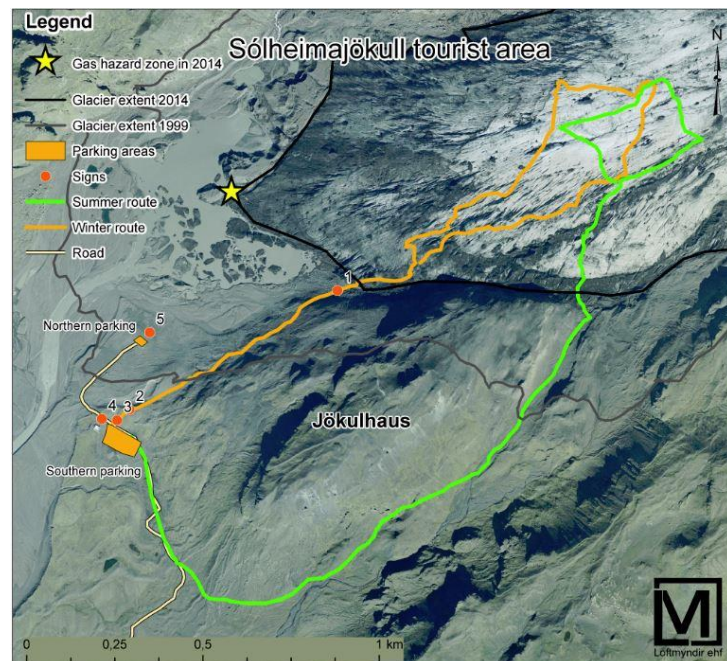 Legend
Gas hazard zone in 2014
Glacier extent 2014
Glacier extent 1999
Parking areas
Signs
Summer route
Winter route
Road
Sólheimajökull tourist area
N
1
Northern parking
5
2
4
3
Jökulhaus
Southern parking
0
0,25
0,5
1 km
M
Loftmyndir ehf